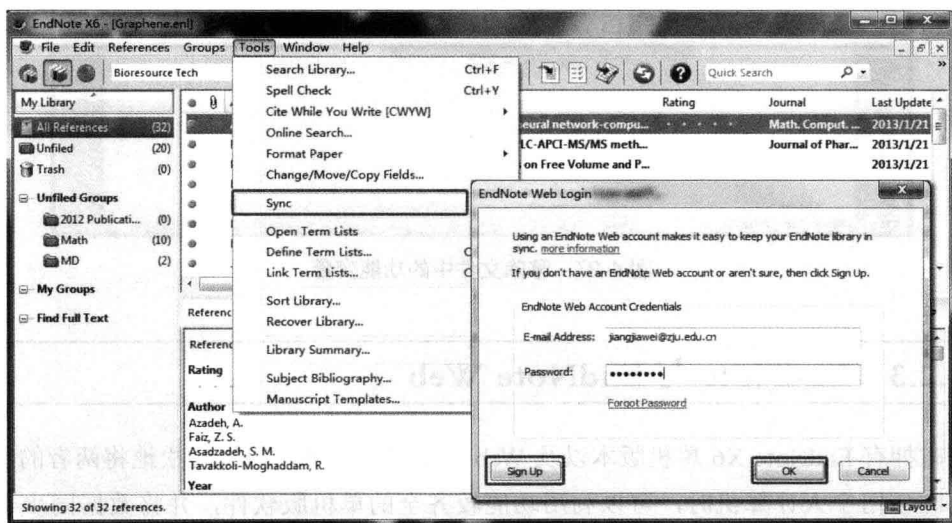 EndNote X6 - [Graphene.enl]
File Edit References Groups Tools Window Help
Bioresource Tech
Quick Search
My Library
All References (32)
Unfiled (20)
Trash (0)
Unfiled Groups
2012 Publicati... (0)
Math (10)
MD (2)
My Groups
Find Full Text
Search Library... Ctrl+F
Spell Check Ctrl+Y
Cite While You Write [CWYW]
Online Search...
Format Paper
Change/Move/Copy Fields...
Sync
Open Term Lists
Define Term Lists... C
Link Term Lists... C
Sort Library...
Recover Library...
Library Summary...
Subject Bibliography...
Manuscript Templates...
Rating Journal Last Update
eural network-compu... Math. Comput. ... 2013/1/21
LC-APCI-MS/MS meth... Journal of Phar... 2013/1/21
on Free Volume and P... 2013/1/21
Referenc
Referenc
Rating
Author
Azadeh, A.
Faiz, Z. S.
Asadzadeh, S. M.
Tavakkoli-Moghaddam, R.
Year
EndNote Web Login
Using an EndNote Web account makes it easy to keep your EndNote library in
sync. more information
If you don't have an EndNote Web account or aren't sure, then click Sign Up.
EndNote Web Account Credentials
E-mail Address: jiangjiawei@zju.edu.cn
Password: ••••••••
Forgot Password
Sign Up OK Cancel
Showing 32 of 32 references.
Layout